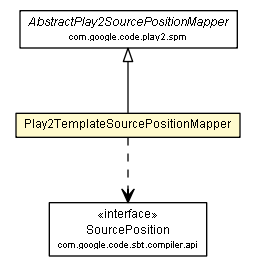 AbstractPlay2SourcePositionMapper
com.google.code.play2.spm
Play2TemplateSourcePositionMapper
«interface»
SourcePosition
com.google.code.sbt.compiler.api